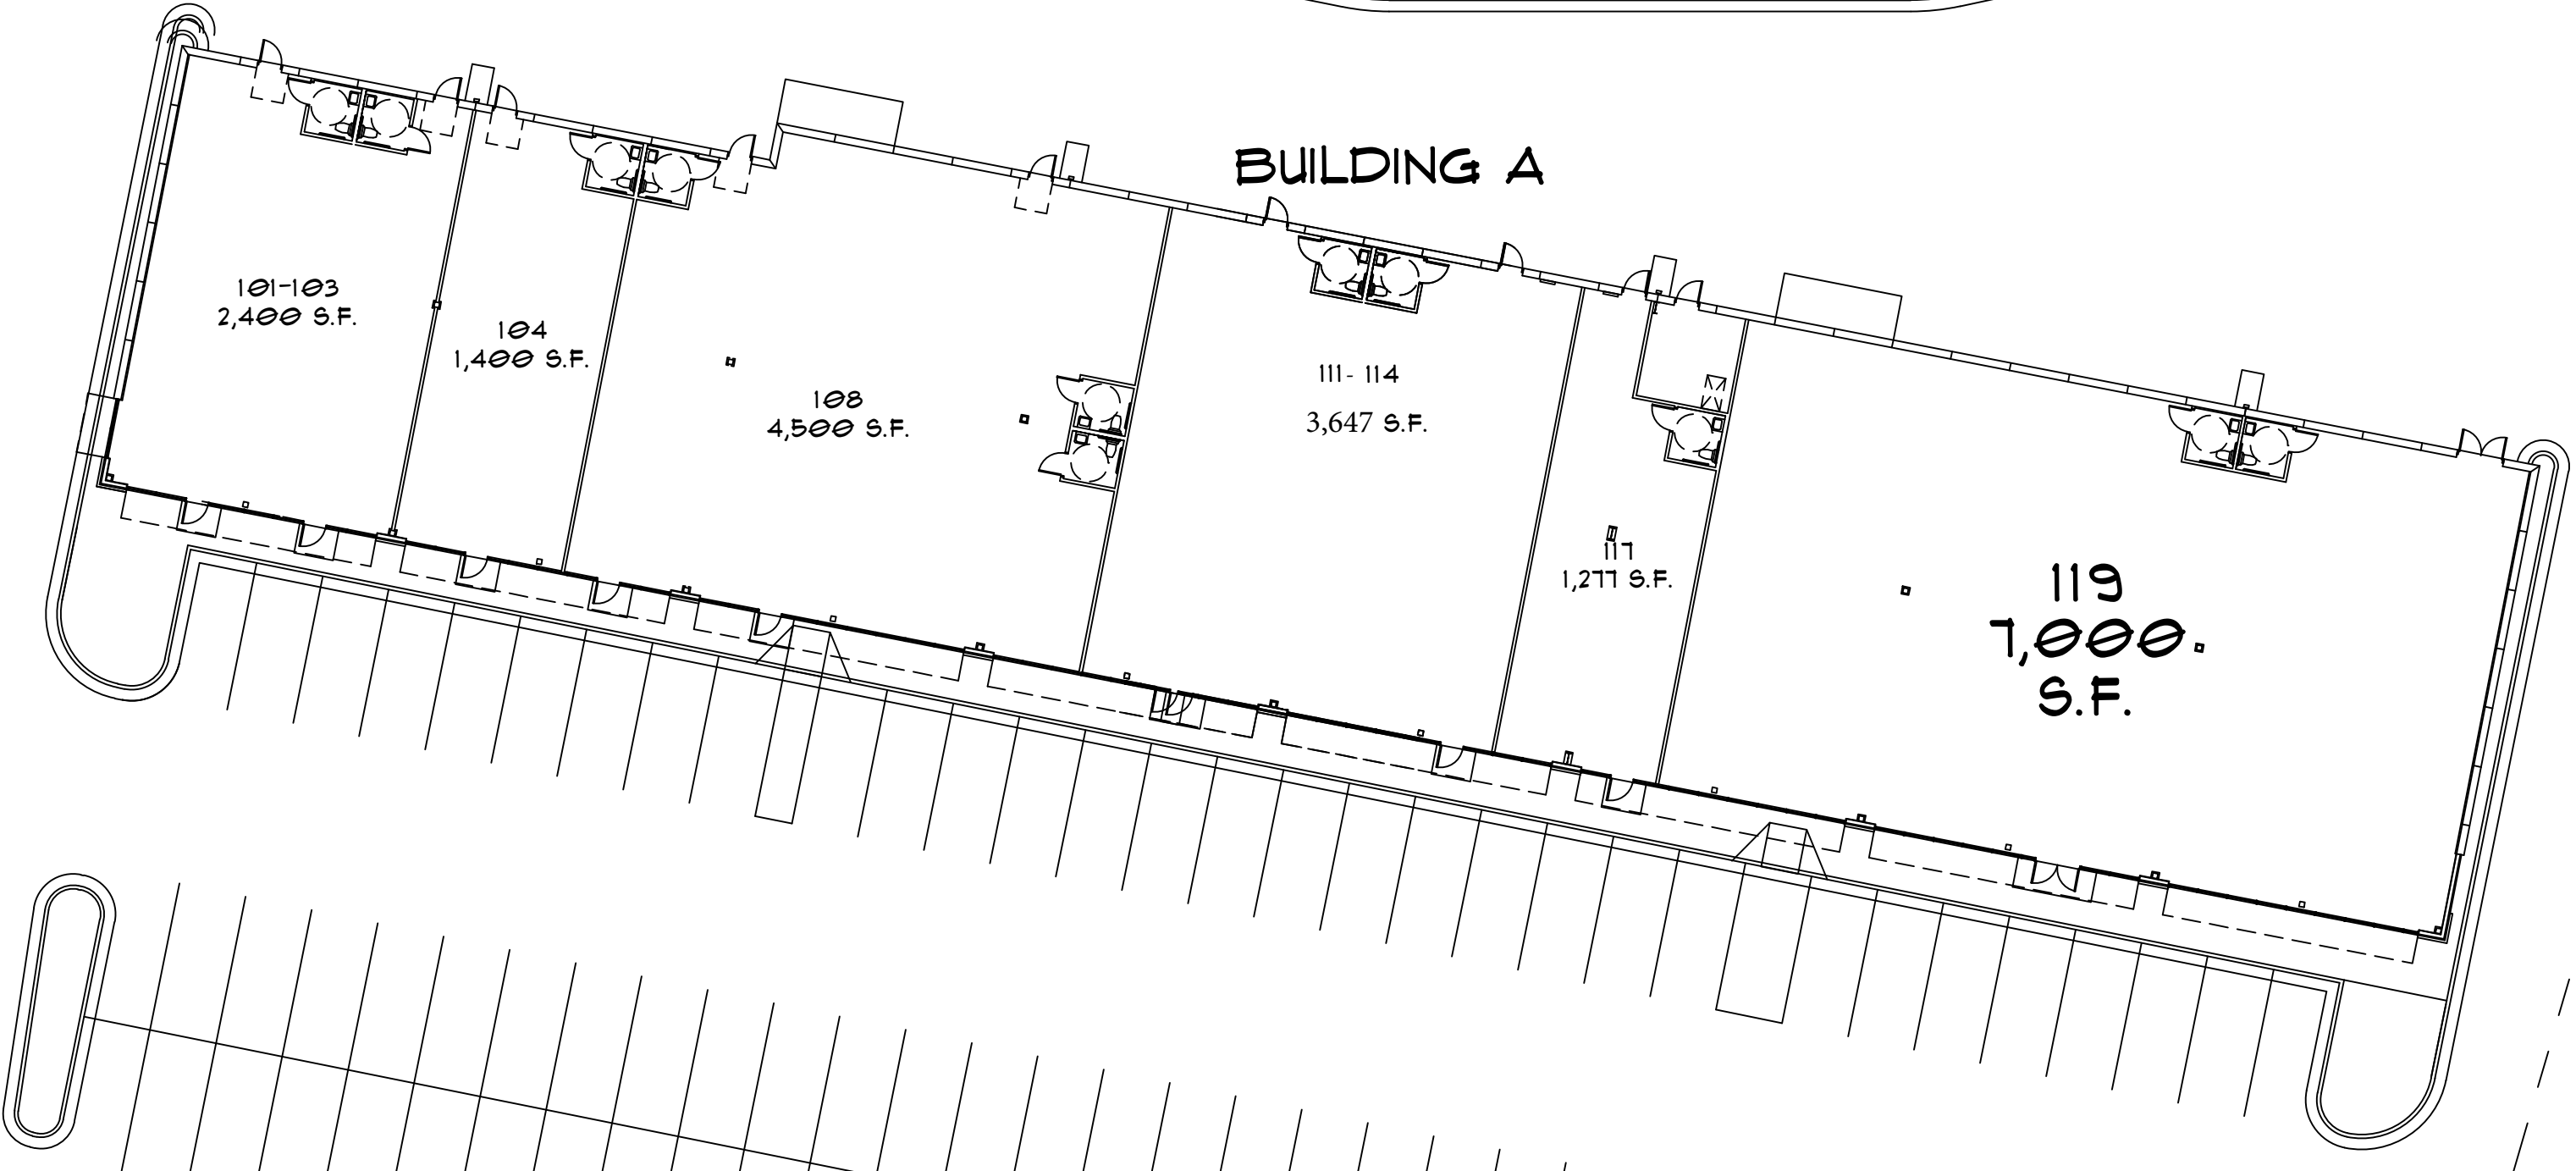 BUILDING A
101-103
2,400 S.F.
104
1,400 S.F.
108
4,500 S.F.
111- 114
3,647 S.F.
117
1,277 S.F.
119
7,000
S.F.